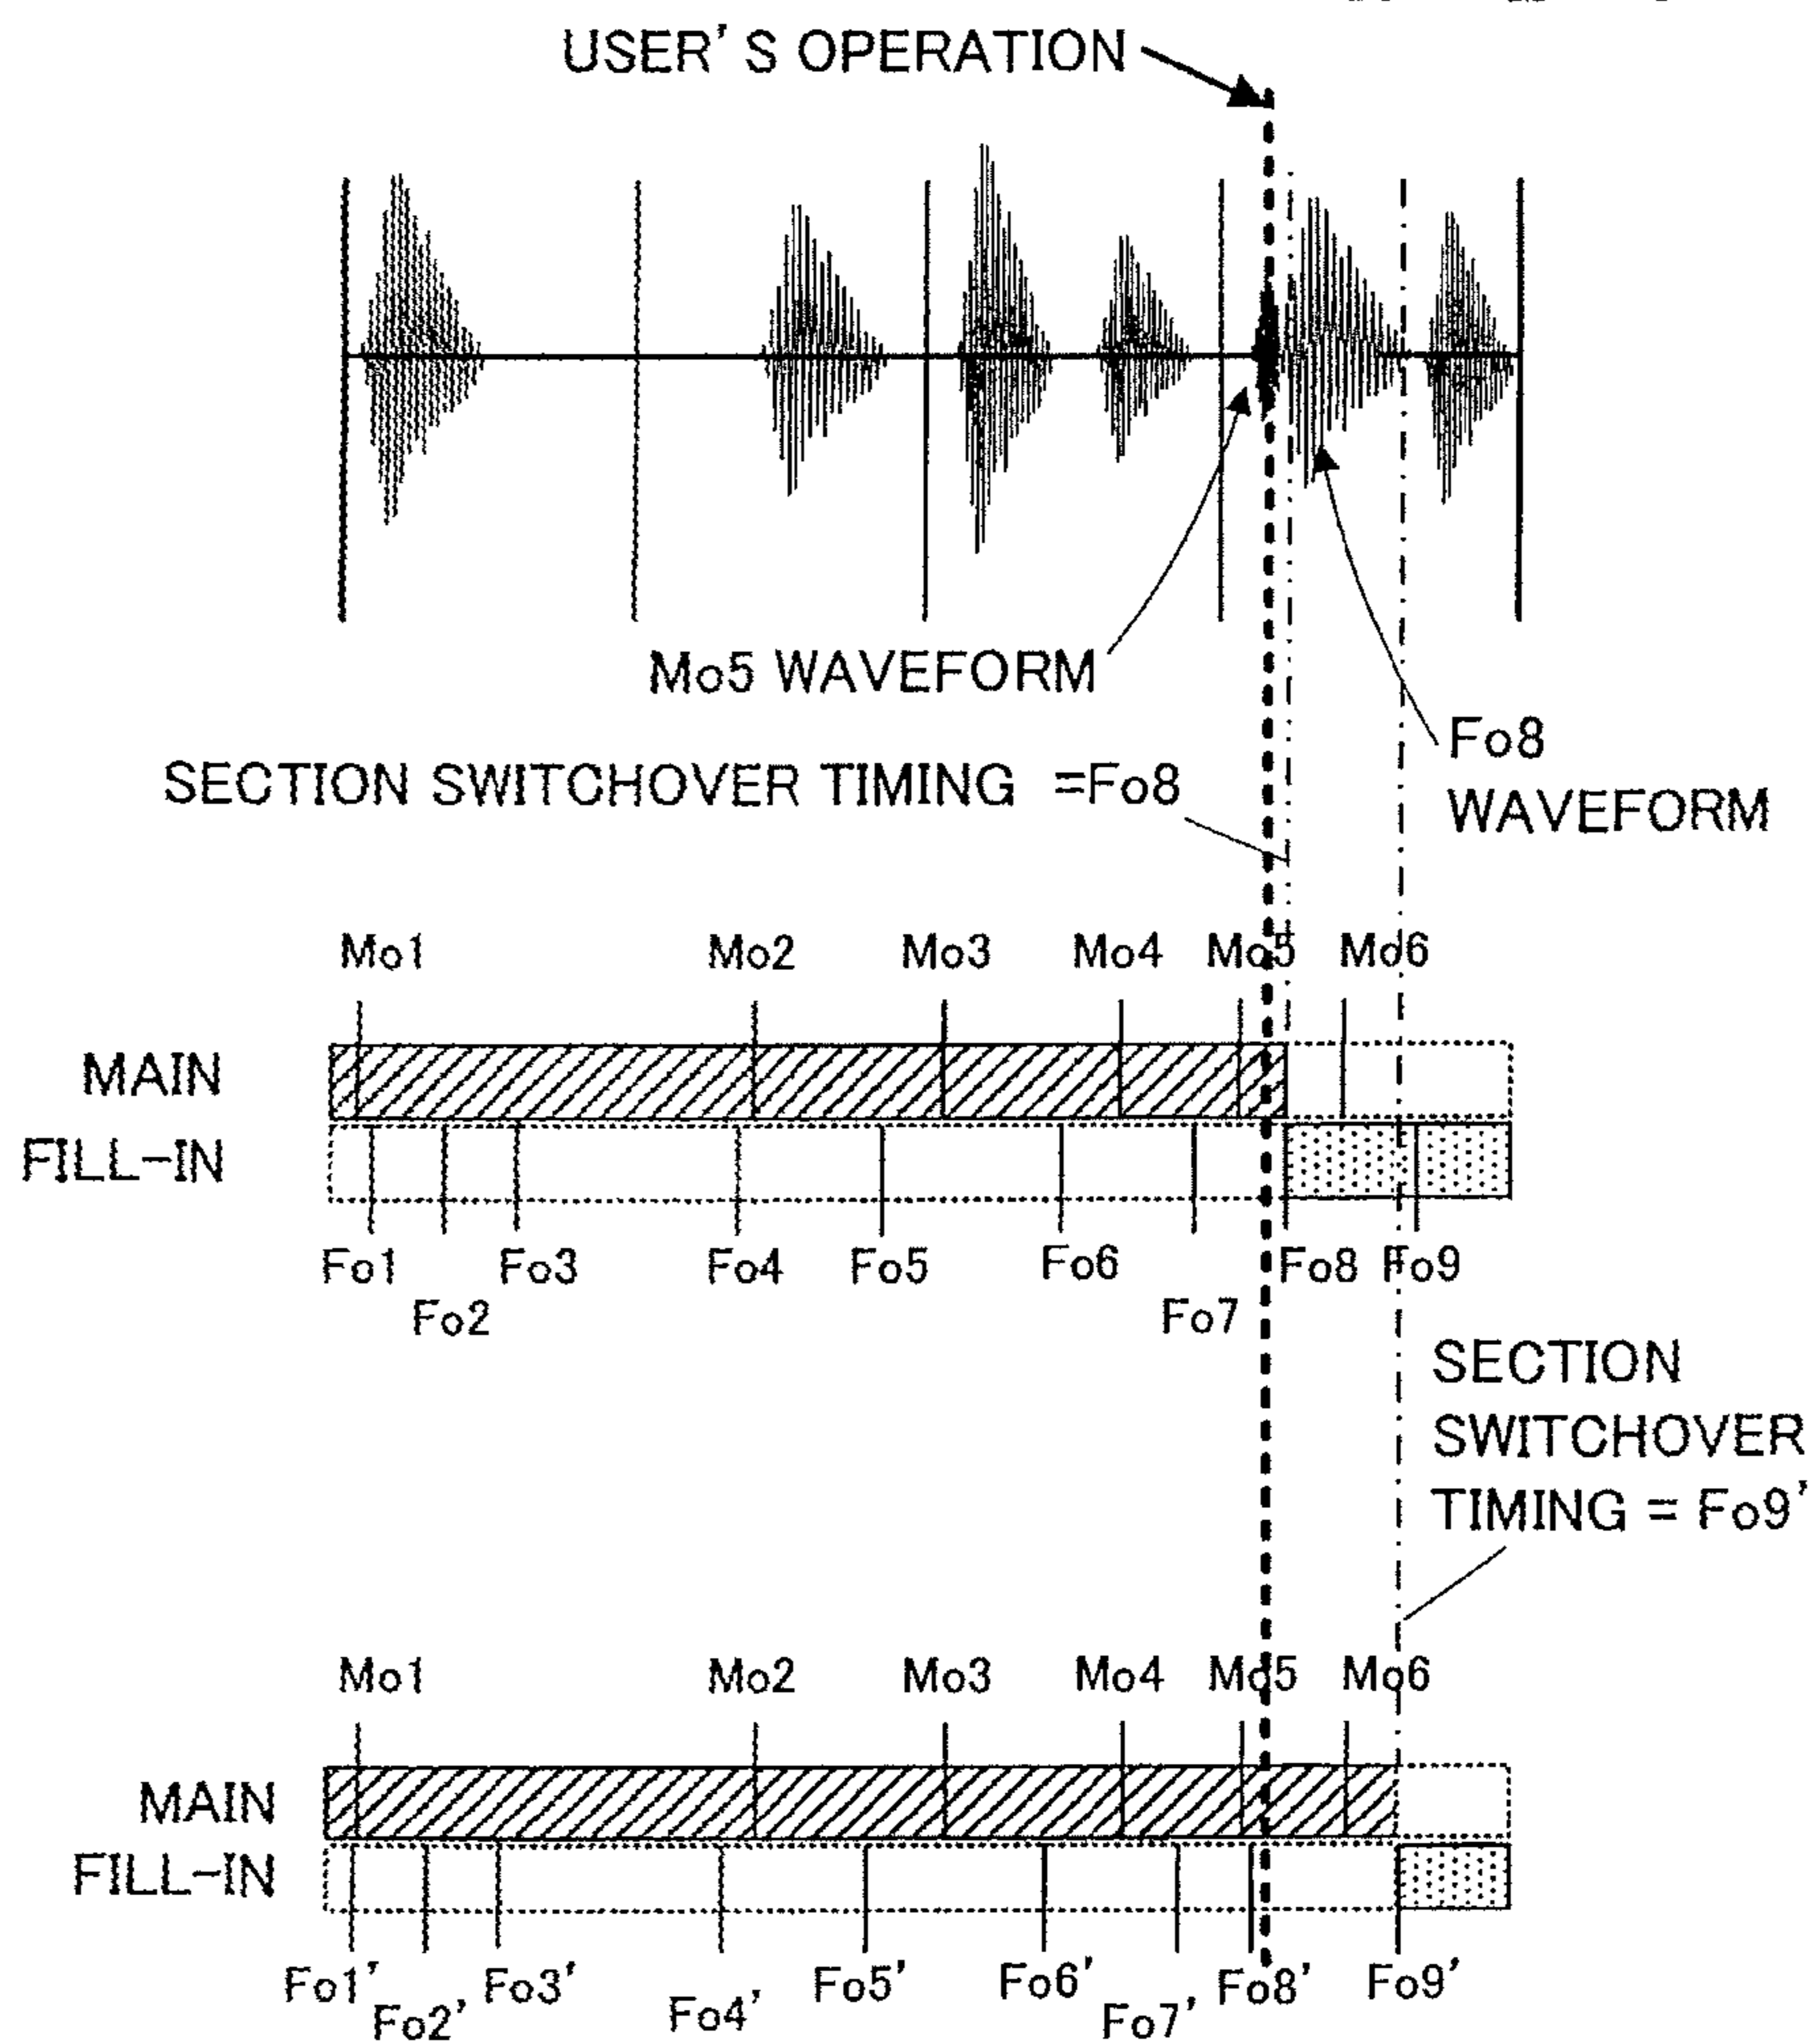 USER'S OPERATION
Mo5 WAVEFORM
Fo8
WAVEFORM
SECTION SWITCHOVER TIMING =Fo8
Mo1 Mo2 Mo3 Mo4 Mo5 Mo6
MAIN
FILL-IN
Fo1 Fo3 Fo4 Fo5 Fo6 Fo8 Fo9
Fo2 Fo7
SECTION
SWITCHOVER
TIMING = Fo9'
Mo1 Mo2 Mo3 Mo4 Mo5 Mo6
MAIN
FILL-IN
Fo1' Fo3' Fo5' Fo6' Fo8' Fo9'
Fo2' Fo4' Fo7'